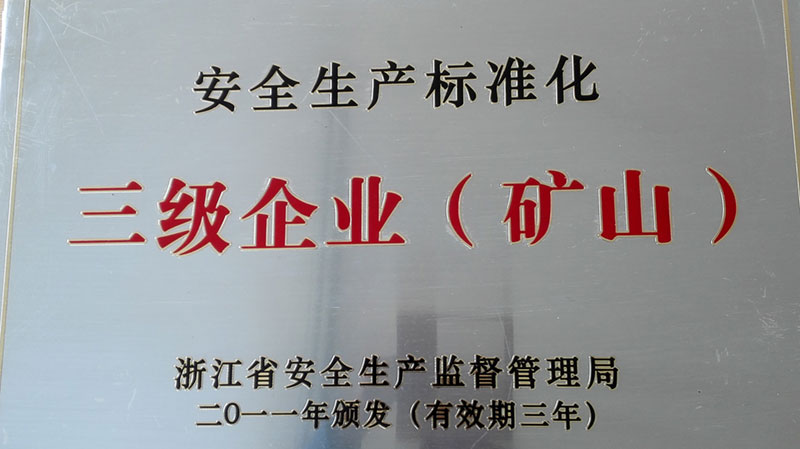 安全生产标准化
三级企业（矿山）
浙江省安全生产监督管理局
二0一一年颁发（有效期三年）